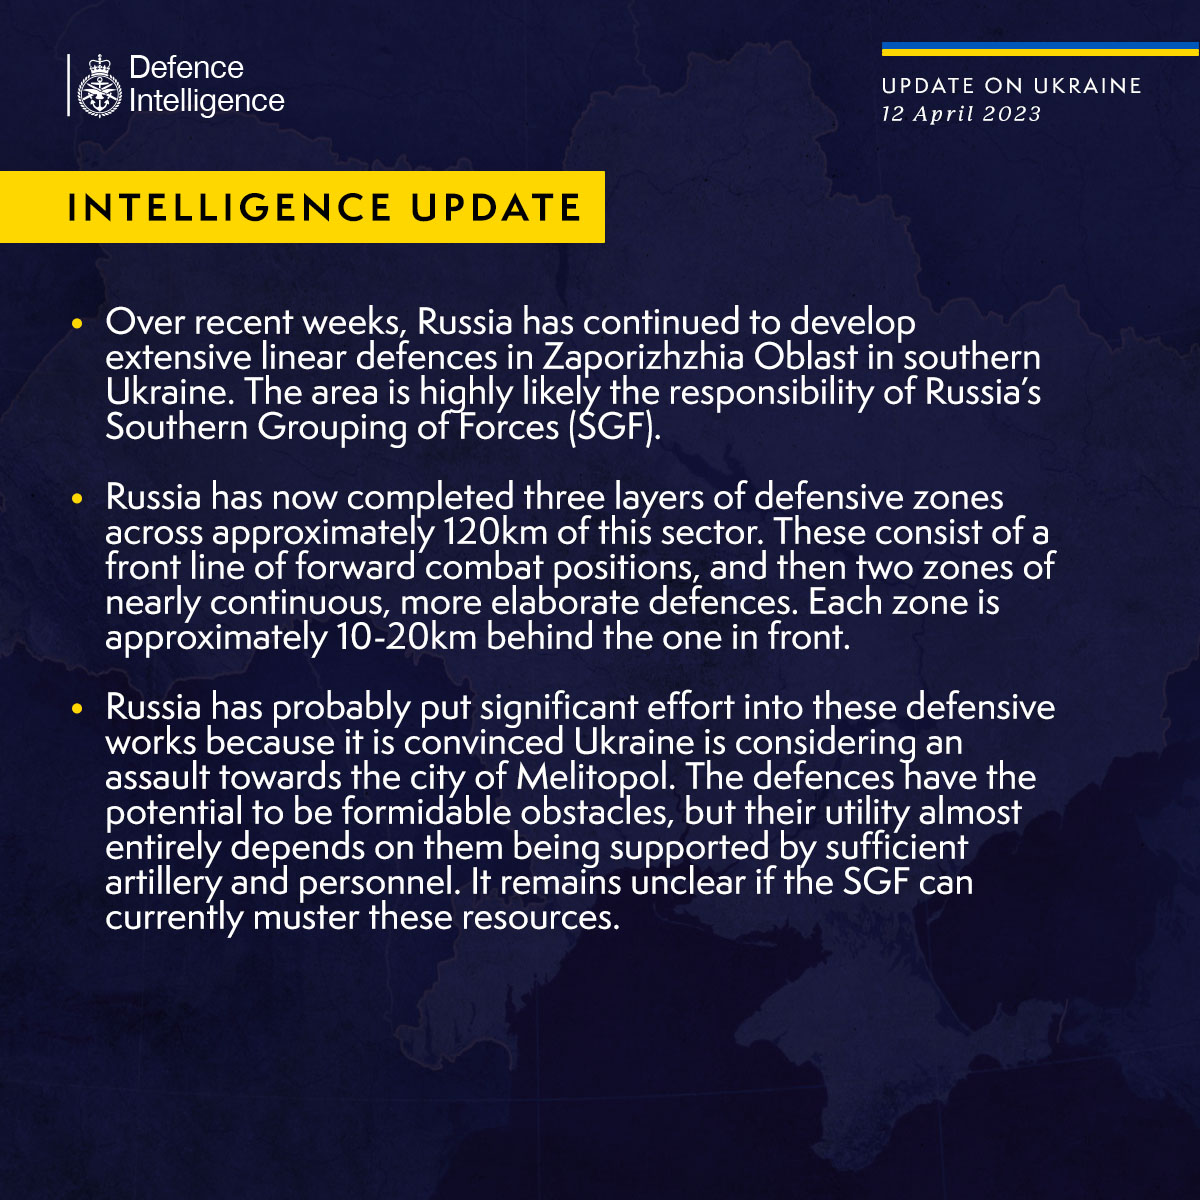 Defence
Intelligence
UPDATE ON UKRAINE
12 April 2023
INTELLIGENCE UPDATE
• Over recent weeks, Russia has continued to develop
extensive linear defences in Zaporizhzhia Oblast in southern
Ukraine. The area is highly likely the responsibility of Russia’s
Southern Grouping of Forces (SGF).
• Russia has now completed three layers of defensive zones
across approximately 120km of this sector. These consist of a
front line of forward combat positions, and then two zones of
nearly continuous, more elaborate defences. Each zone is
approximately 10-20km behind the one in front.
• Russia has probably put significant effort into these defensive
works because it is convinced Ukraine is considering an
assault towards the city of Melitopol. The defences have the
potential to be formidable obstacles, but their utility almost
entirely depends on them being supported by sufficient
artillery and personnel. It remains unclear if the SGF can
currently muster these resources.